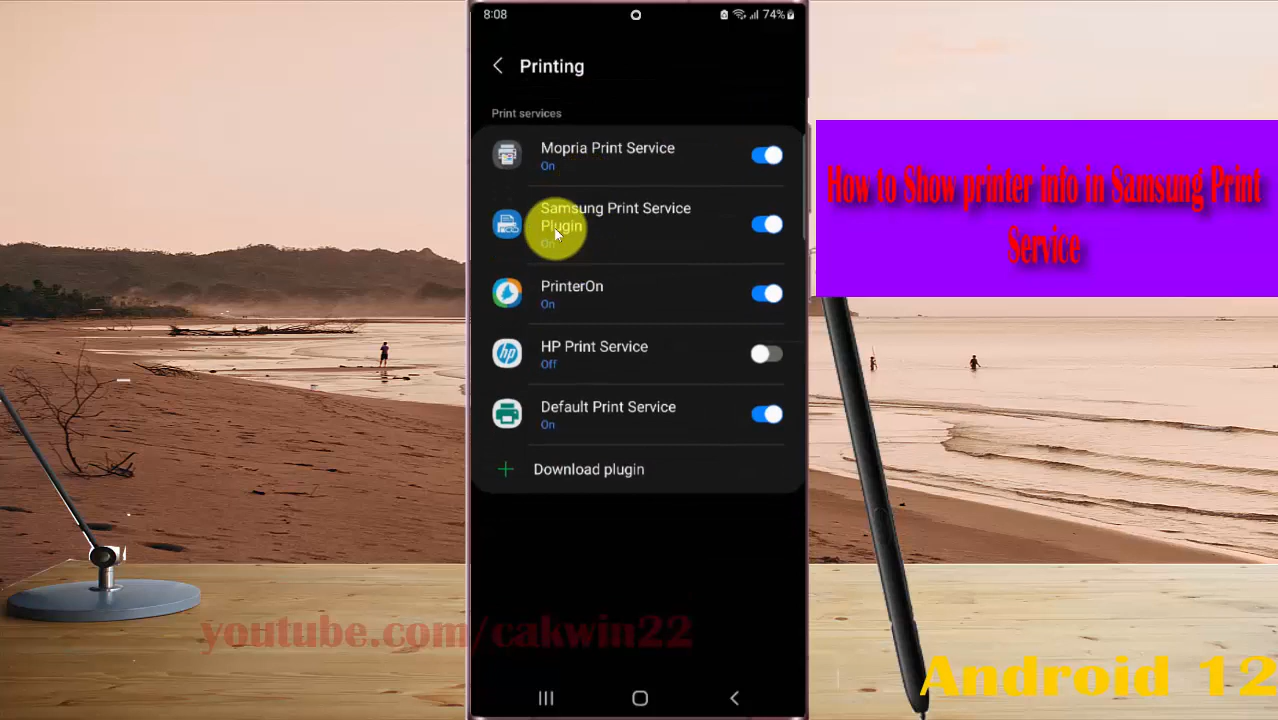 8:08
74%
Printing
Print services
Mopria Print Service
On
Samsung Print Service
Plugin
On
PrinterOn
On
hp
HP Print Service
Off
Default Print Service
On
+ Download plugin
How to Show printer info in Samsung Print
Service
youtube.com/cakwin22
Android 12